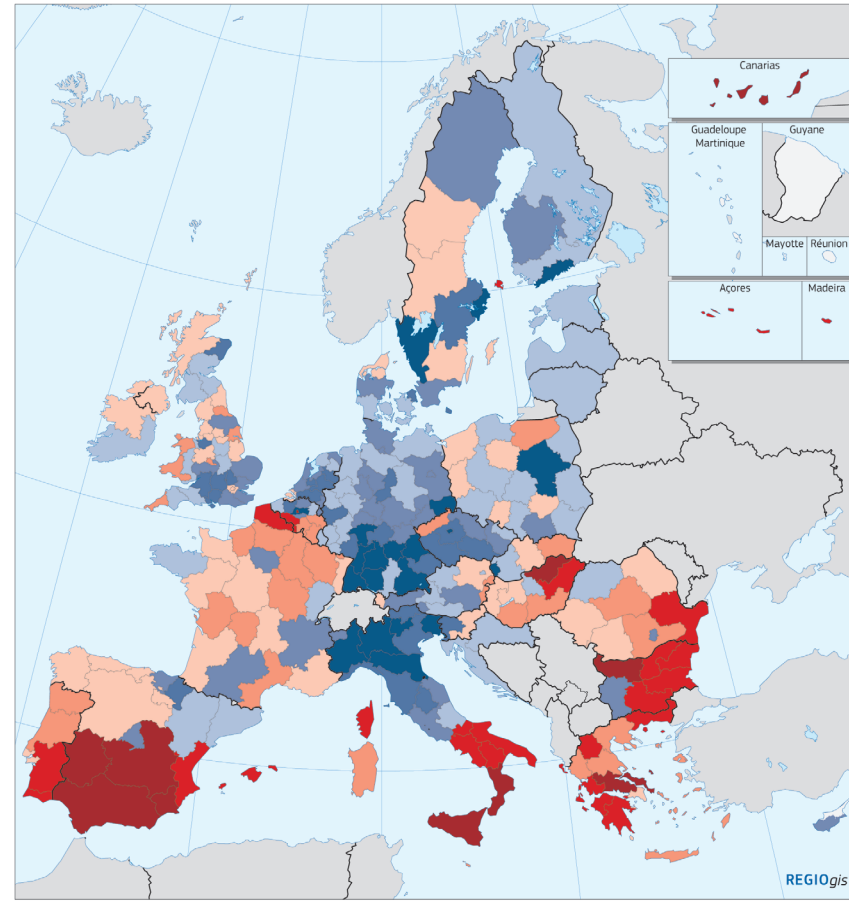 Canarias
Guadeloupe
Martinique
Guyane
Mayotte
Réunion
Açores
Madeira
REGIOgis